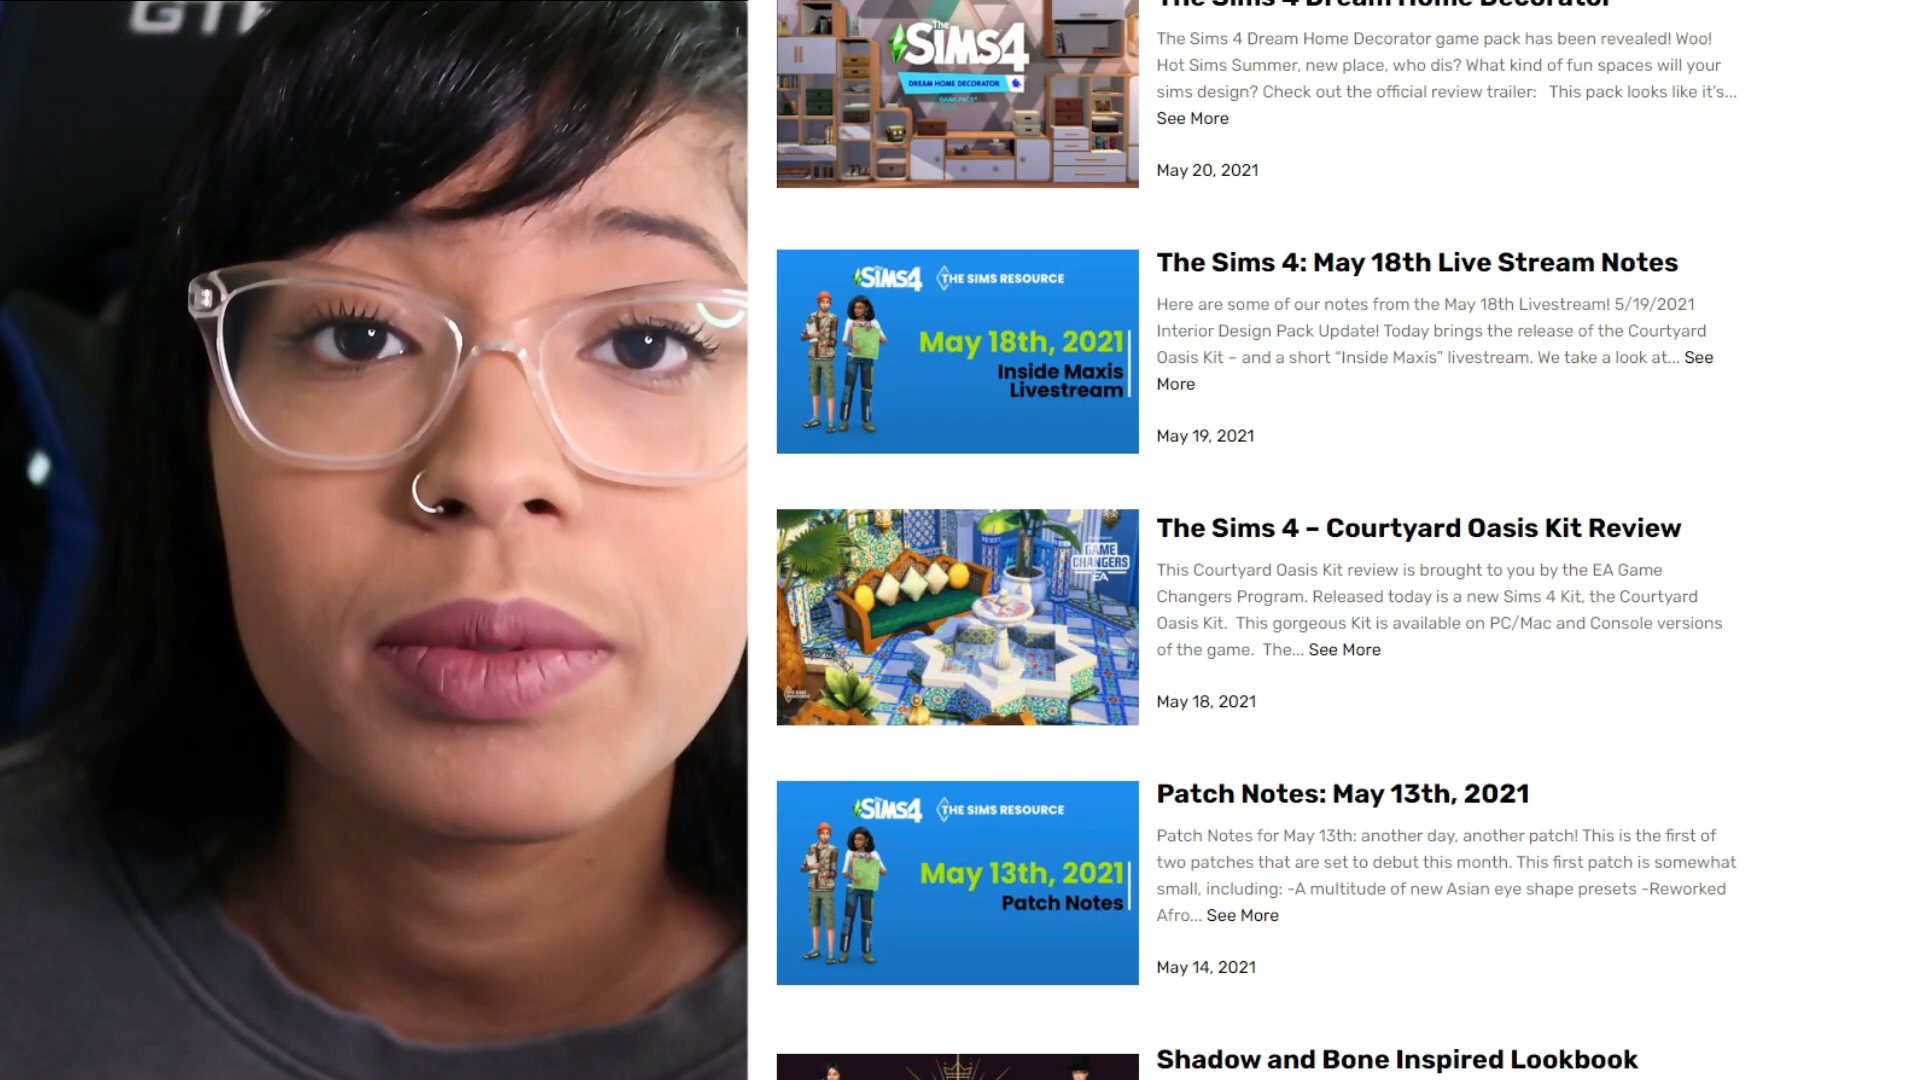 GTR
The Sims 4 Dream Home Decorator
The SIMS4
DREAM HOME DECORATOR
GAME PACK
The Sims 4 Dream Home Decorator game pack has been revealed! Woo!
Hot Sims Summer, new place, who dis? What kind of fun spaces will your
sims design? Check out the official review trailer:   This pack looks like it's...
See More
May 20, 2021
The SIMS4 THE SIMS RESOURCE
May 18th, 2021
Inside Maxis
Livestream
The Sims 4: May 18th Live Stream Notes
Here are some of our notes from the May 18th Livestream! 5/19/2021
Interior Design Pack Update! Today brings the release of the Courtyard
Oasis Kit – and a short “Inside Maxis” livestream. We take a look at... See
More
May 19, 2021
GAME
CHANGERS
EA
The Sims 4 – Courtyard Oasis Kit Review
This Courtyard Oasis Kit review is brought to you by the EA Game
Changers Program. Released today is a new Sims 4 Kit, the Courtyard
Oasis Kit.  This gorgeous Kit is available on PC/Mac and Console versions
of the game.  The... See More
May 18, 2021
The SIMS4 THE SIMS RESOURCE
May 13th, 2021
Patch Notes
Patch Notes: May 13th, 2021
Patch Notes for May 13th: another day, another patch! This is the first of
two patches that are set to debut this month. This first patch is somewhat
small, including: -A multitude of new Asian eye shape presets -Reworked
Afro... See More
May 14, 2021
Shadow and Bone Inspired Lookbook